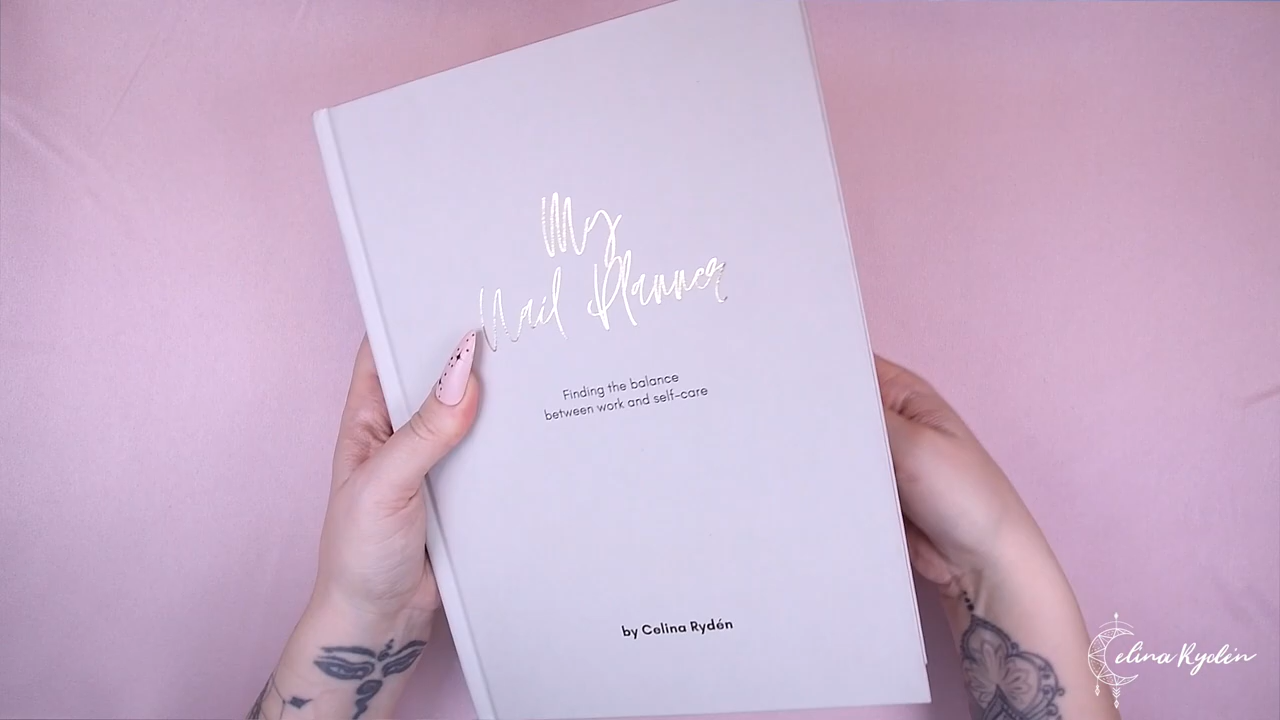 My
Nail Planner
Finding the balance
between work and self-care
by Celina Rydén
Celina Rydén